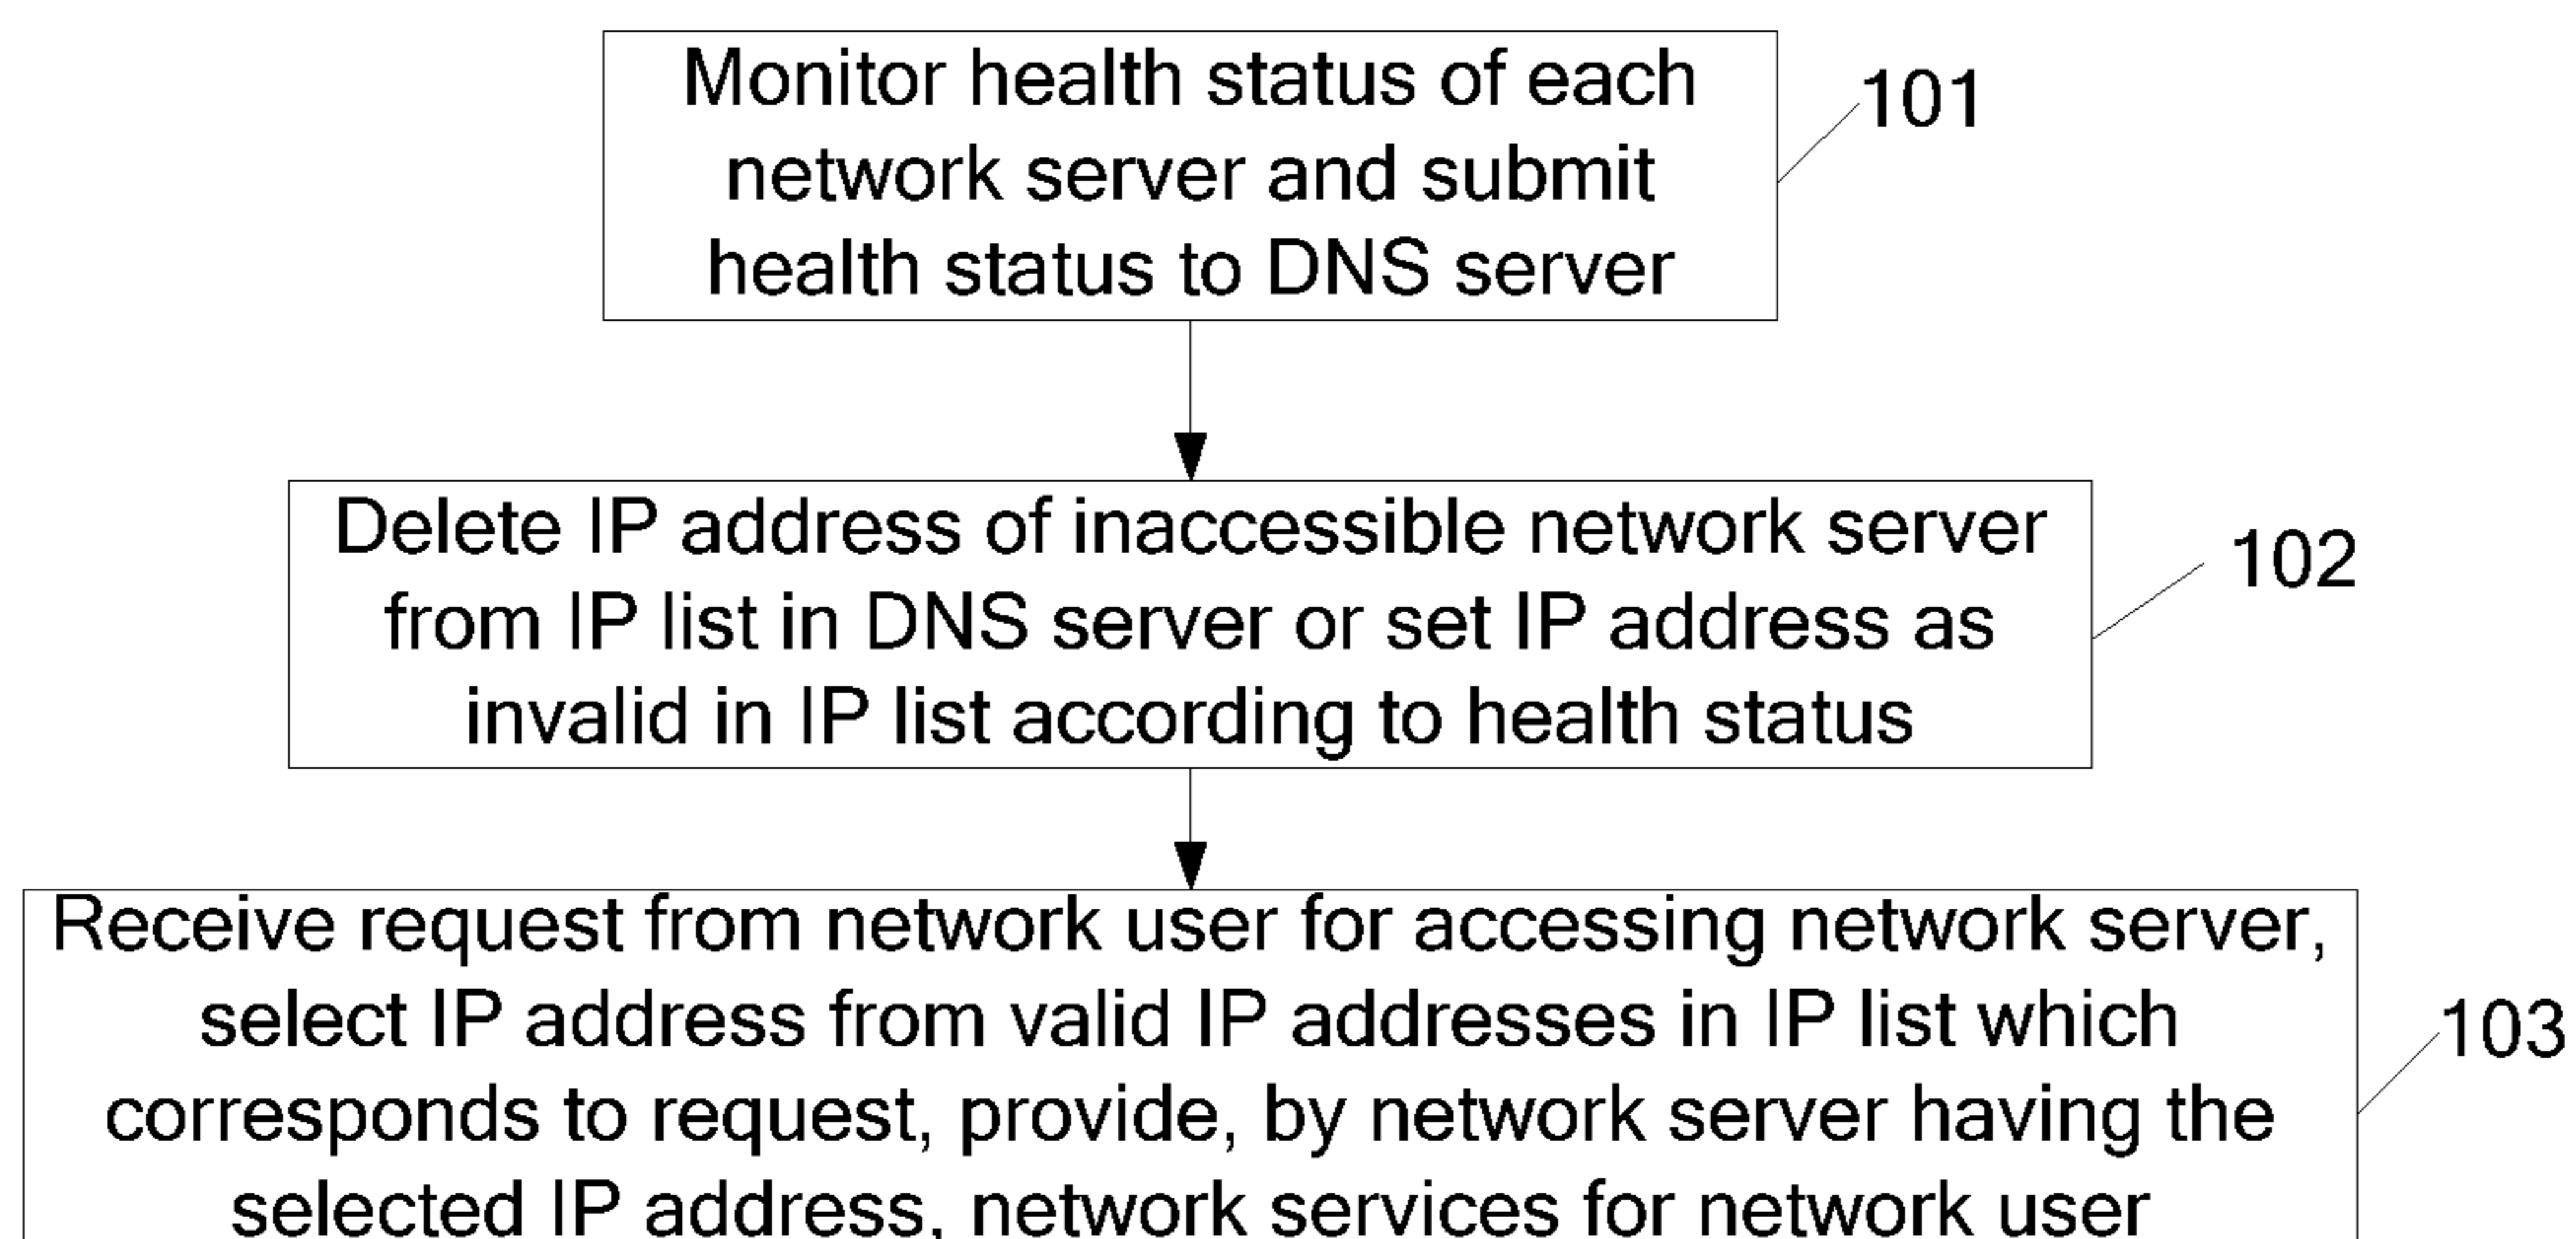 Monitor health status of each
network server and submit
health status to DNS server
101
Delete IP address of inaccessible network server
from IP list in DNS server or set IP address as
invalid in IP list according to health status
102
Receive request from network user for accessing network server,
select IP address from valid IP addresses in IP list which
corresponds to request, provide, by network server having the
selected IP address, network services for network user
103